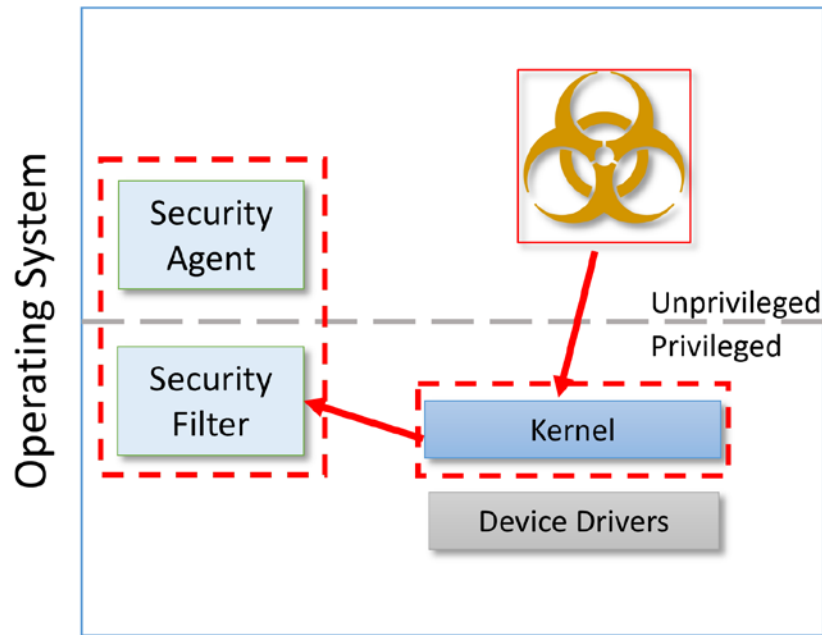 Operating System
Security
Agent
Unprivileged
Privileged
Security
Filter
Kernel
Device Drivers